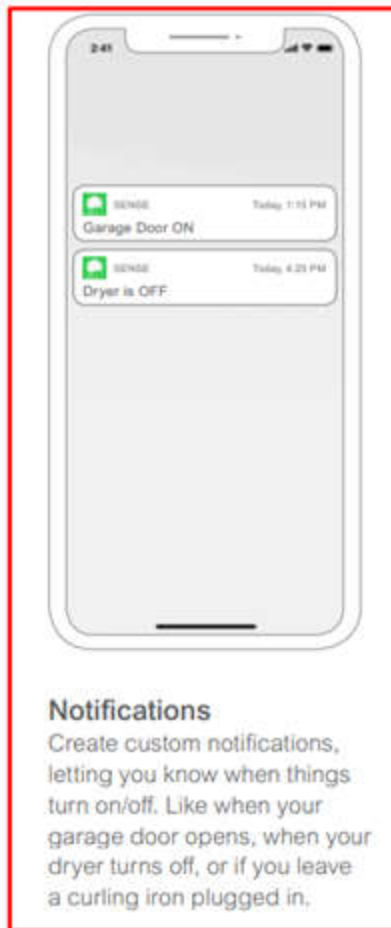 2:41
SENSE Today, 1:15 PM
Garage Door ON
SENSE Today, 4:25 PM
Dryer is OFF
Notifications
Create custom notifications,
letting you know when things
turn on/off. Like when your
garage door opens, when your
dryer turns off, or if you leave
a curling iron plugged in.